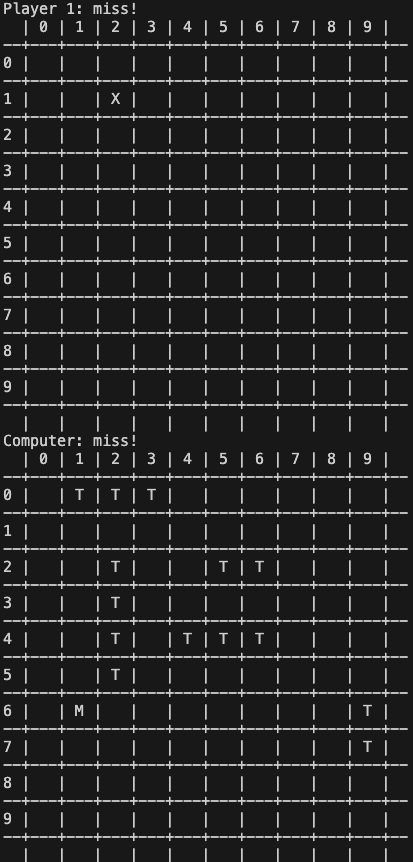 Player 1: miss!
  | 0 | 1 | 2 | 3 | 4 | 5 | 6 | 7 | 8 | 9 |
--+---+---+---+---+---+---+---+---+---+---+--
0 |   |   |   |   |   |   |   |   |   |   |
--+---+---+---+---+---+---+---+---+---+---+--
1 |   |   | X |   |   |   |   |   |   |   |
--+---+---+---+---+---+---+---+---+---+---+--
2 |   |   |   |   |   |   |   |   |   |   |
--+---+---+---+---+---+---+---+---+---+---+--
3 |   |   |   |   |   |   |   |   |   |   |
--+---+---+---+---+---+---+---+---+---+---+--
4 |   |   |   |   |   |   |   |   |   |   |
--+---+---+---+---+---+---+---+---+---+---+--
5 |   |   |   |   |   |   |   |   |   |   |
--+---+---+---+---+---+---+---+---+---+---+--
6 |   |   |   |   |   |   |   |   |   |   |
--+---+---+---+---+---+---+---+---+---+---+--
7 |   |   |   |   |   |   |   |   |   |   |
--+---+---+---+---+---+---+---+---+---+---+--
8 |   |   |   |   |   |   |   |   |   |   |
--+---+---+---+---+---+---+---+---+---+---+--
9 |   |   |   |   |   |   |   |   |   |   |
--+---+---+---+---+---+---+---+---+---+---+--
  |   |   |   |   |   |   |   |   |   |   |
Computer: miss!
  | 0 | 1 | 2 | 3 | 4 | 5 | 6 | 7 | 8 | 9 |
--+---+---+---+---+---+---+---+---+---+---+--
0 |   | T | T | T |   |   |   |   |   |   |
--+---+---+---+---+---+---+---+---+---+---+--
1 |   |   |   |   |   |   |   |   |   |   |
--+---+---+---+---+---+---+---+---+---+---+--
2 |   |   | T |   |   | T | T |   |   |   |
--+---+---+---+---+---+---+---+---+---+---+--
3 |   |   | T |   |   |   |   |   |   |   |
--+---+---+---+---+---+---+---+---+---+---+--
4 |   |   | T |   | T | T | T |   |   |   |
--+---+---+---+---+---+---+---+---+---+---+--
5 |   |   | T |   |   |   |   |   |   |   |
--+---+---+---+---+---+---+---+---+---+---+--
6 |   | M |   |   |   |   |   |   |   | T |
--+---+---+---+---+---+---+---+---+---+---+--
7 |   |   |   |   |   |   |   |   |   | T |
--+---+---+---+---+---+---+---+---+---+---+--
8 |   |   |   |   |   |   |   |   |   |   |
--+---+---+---+---+---+---+---+---+---+---+--
9 |   |   |   |   |   |   |   |   |   |   |
--+---+---+---+---+---+---+---+---+---+---+--
  |   |   |   |   |   |   |   |   |   |   |